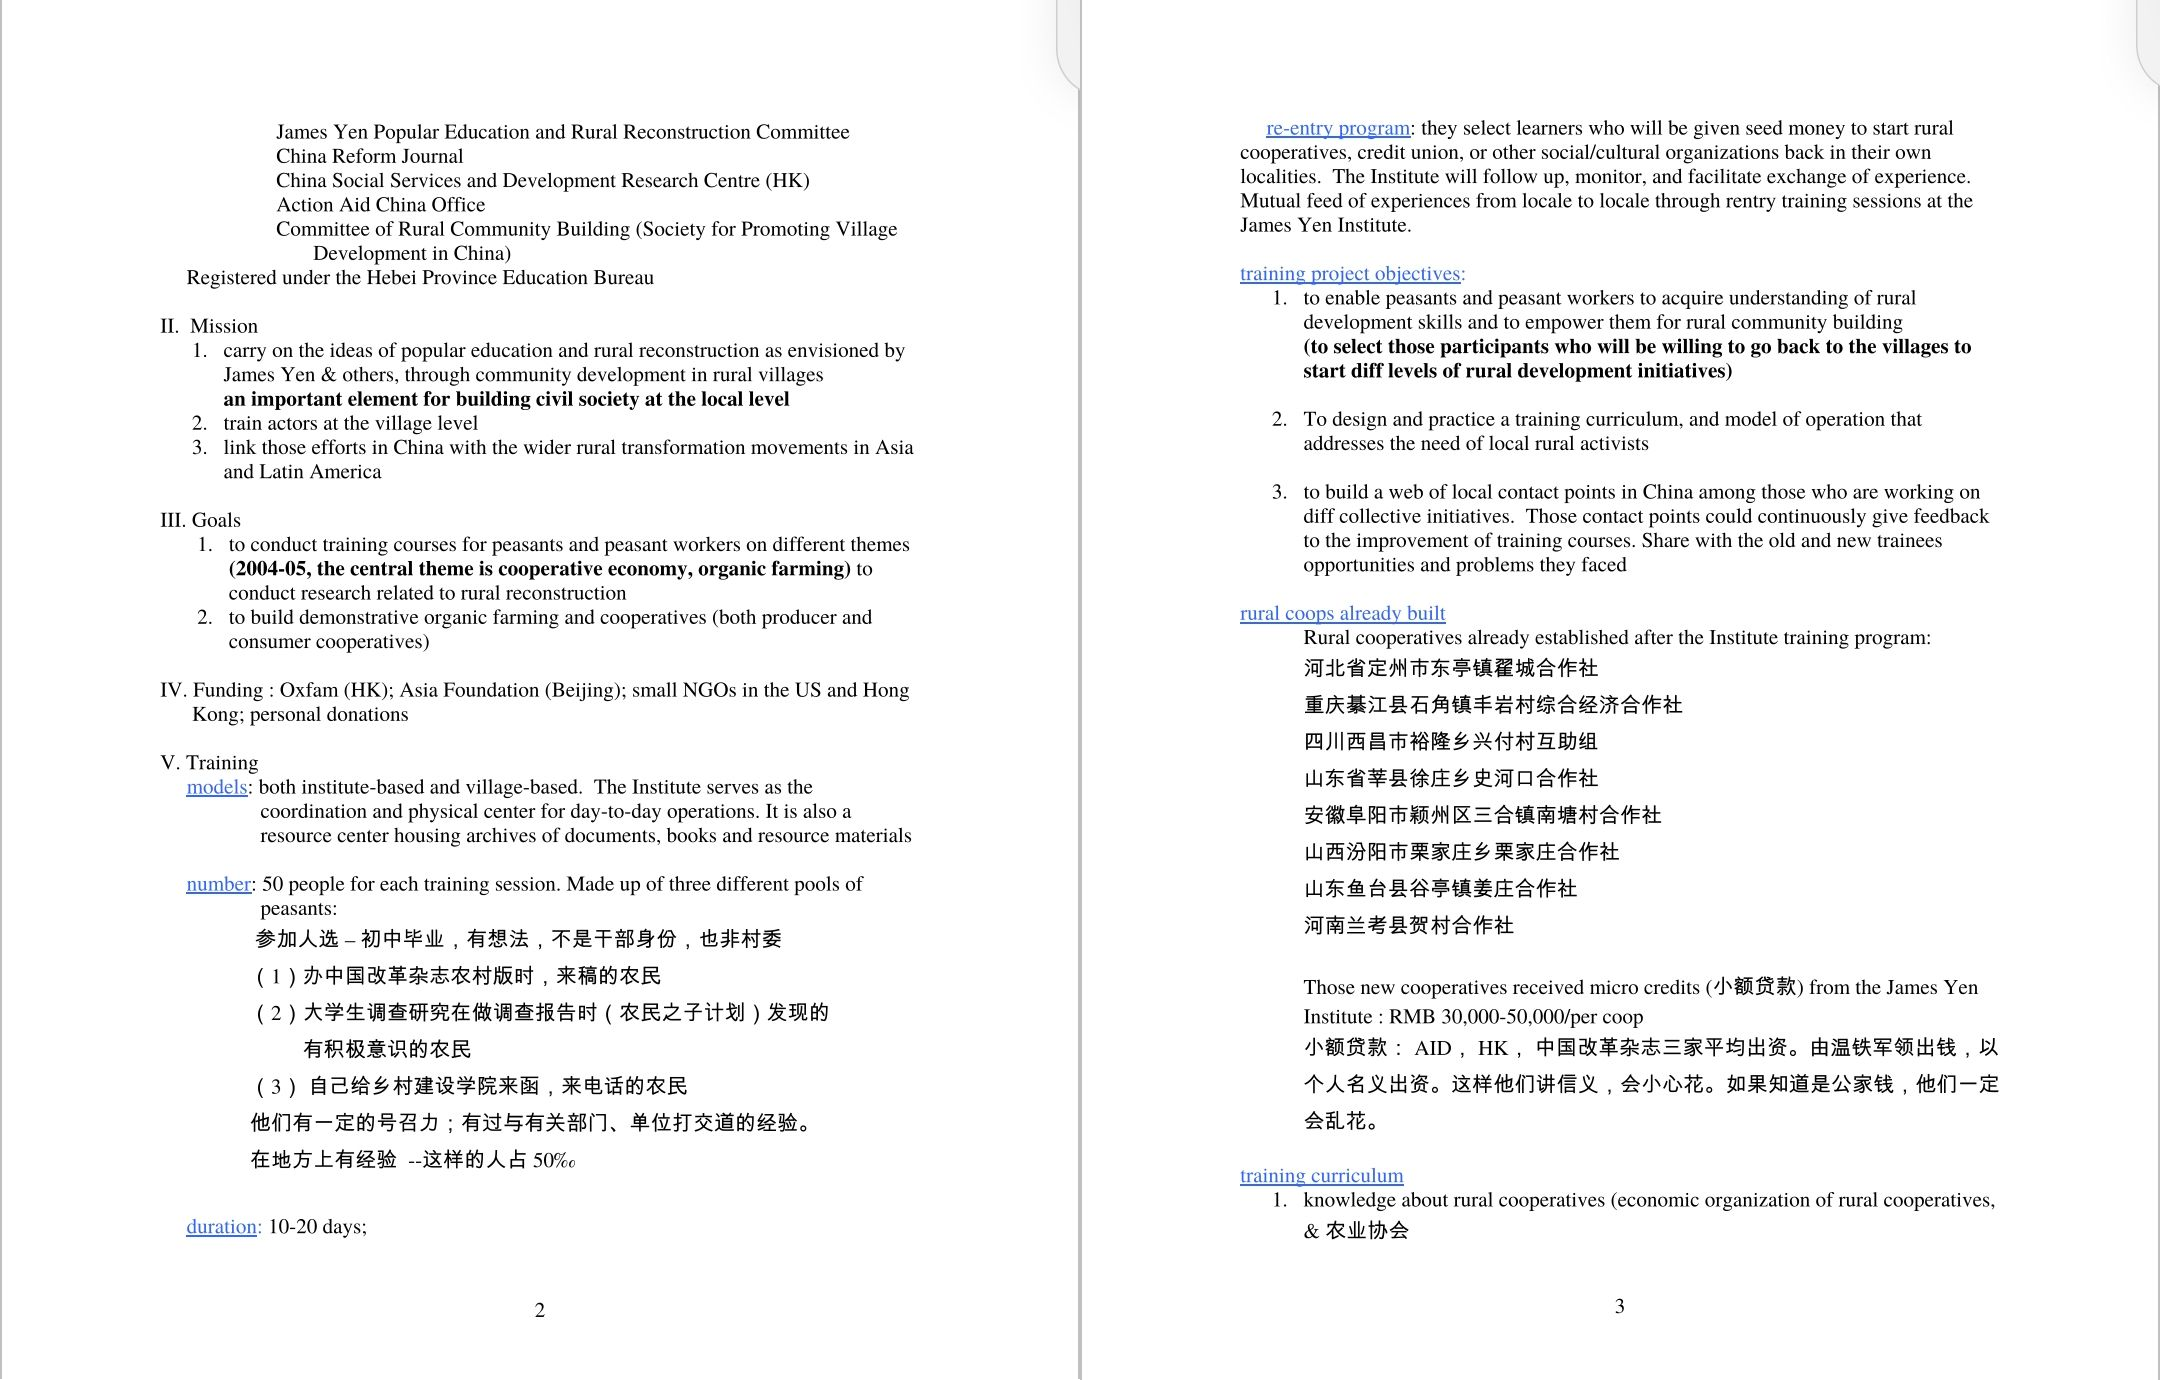 James Yen Popular Education and Rural Reconstruction Committee
China Reform Journal
China Social Services and Development Research Centre (HK)
Action Aid China Office
Committee of Rural Community Building (Society for Promoting Village
Development in China)
Registered under the Hebei Province Education Bureau
II. Mission
1. carry on the ideas of popular education and rural reconstruction as envisioned by
James Yen & others, through community development in rural villages
an important element for building civil society at the local level
2. train actors at the village level
3. link those efforts in China with the wider rural transformation movements in Asia
and Latin America
III. Goals
1. to conduct training courses for peasants and peasant workers on different themes
(2004-05, the central theme is cooperative economy, organic farming) to
conduct research related to rural reconstruction
2. to build demonstrative organic farming and cooperatives (both producer and
consumer cooperatives)
IV. Funding : Oxfam (HK); Asia Foundation (Beijing); small NGOs in the US and Hong
Kong; personal donations
V. Training
models: both institute-based and village-based. The Institute serves as the
coordination and physical center for day-to-day operations. It is also a
resource center housing archives of documents, books and resource materials
number: 50 people for each training session. Made up of three different pools of
peasants:
参加人选 – 初中毕业，有想法，不是干部身份，也非村委
（1）办中国改革杂志农村版时，来稿的农民
（2）大学生调查研究在做调查报告时（农民之子计划）发现的
有积极意识的农民
（3） 自己给乡村建设学院来函，来电话的农民
他们有一定的号召力；有过与有关部门、单位打交道的经验。
在地方上有经验 --这样的人占 50‰
duration: 10-20 days;
2
re-entry program: they select learners who will be given seed money to start rural
cooperatives, credit union, or other social/cultural organizations back in their own
localities. The Institute will follow up, monitor, and facilitate exchange of experience.
Mutual feed of experiences from locale to locale through rentry training sessions at the
James Yen Institute.
training project objectives:
1. to enable peasants and peasant workers to acquire understanding of rural
development skills and to empower them for rural community building
(to select those participants who will be willing to go back to the villages to
start diff levels of rural development initiatives)
2. To design and practice a training curriculum, and model of operation that
addresses the need of local rural activists
3. to build a web of local contact points in China among those who are working on
diff collective initiatives. Those contact points could continuously give feedback
to the improvement of training courses. Share with the old and new trainees
opportunities and problems they faced
rural coops already built
Rural cooperatives already established after the Institute training program:
河北省定州市东亭镇翟城合作社
重庆綦江县石角镇丰岩村综合经济合作社
四川西昌市裕隆乡兴付村互助组
山东省莘县徐庄乡史河口合作社
安徽阜阳市颖州区三合镇南塘村合作社
山西汾阳市栗家庄乡栗家庄合作社
山东鱼台县谷亭镇姜庄合作社
河南兰考县贺村合作社
Those new cooperatives received micro credits (小额贷款) from the James Yen
Institute : RMB 30,000-50,000/per coop
小额贷款： AID， HK， 中国改革杂志三家平均出资。由温铁军领出钱，以
个人名义出资。这样他们讲信义，会小心花。如果知道是公家钱，他们一定
会乱花。
training curriculum
1. knowledge about rural cooperatives (economic organization of rural cooperatives,
& 农业协会
3